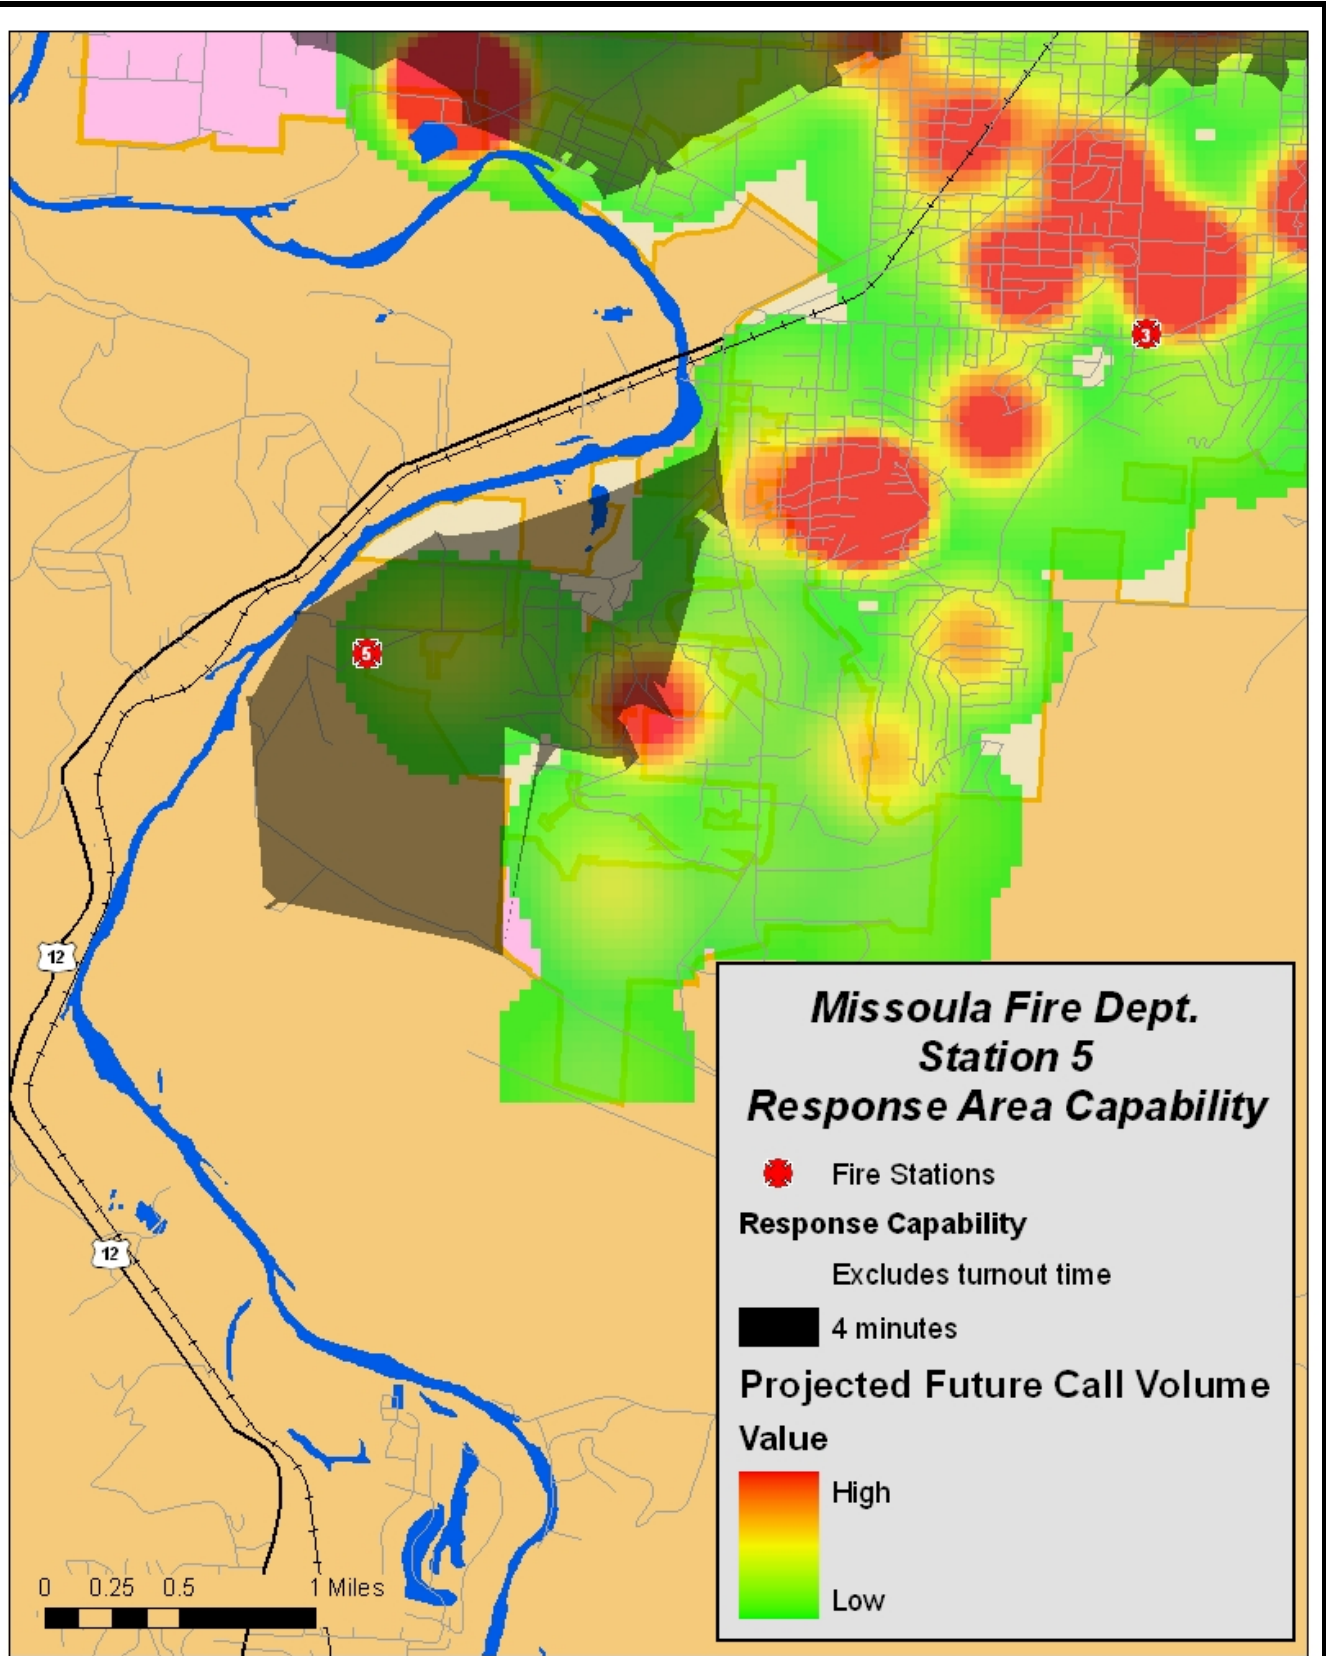 3
5
12
12
Missoula Fire Dept.
Station 5
Response Area Capability
Fire Stations
Response Capability
Excludes turnout time
4 minutes
Projected Future Call Volume
Value
High
Low
0 0.25 0.5 1 Miles